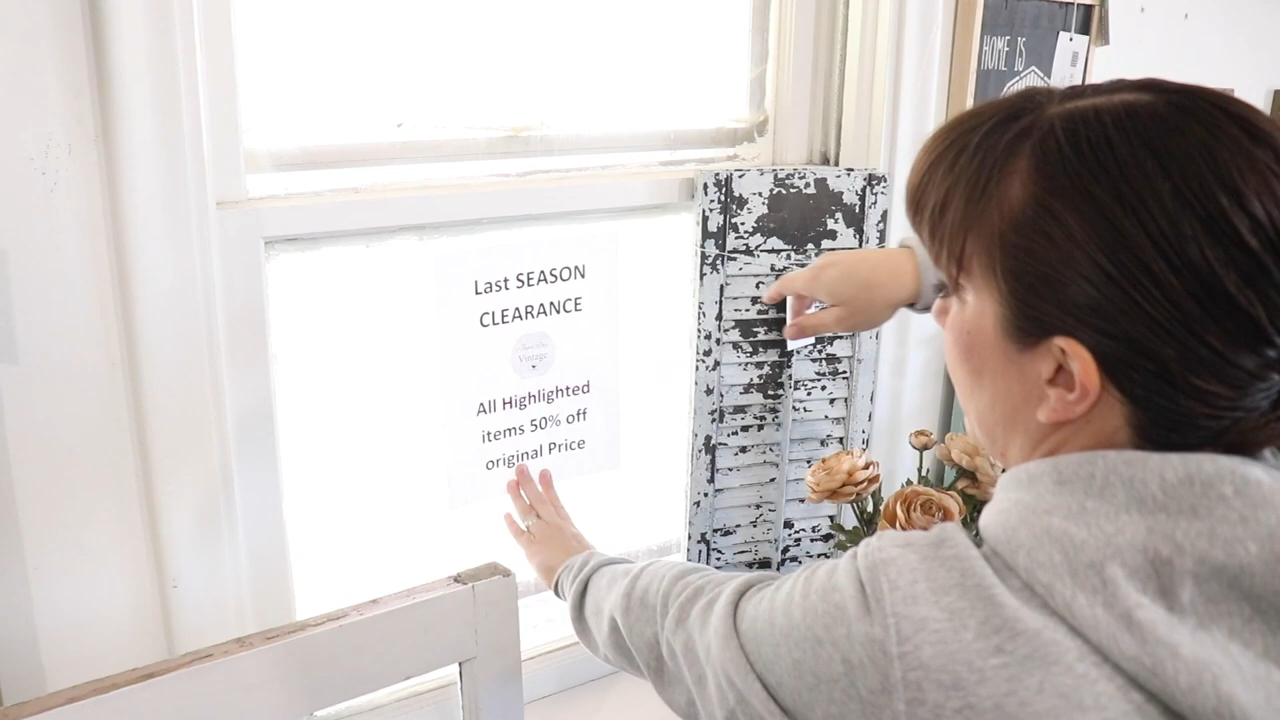 Last SEASON
CLEARANCE
Vintage
All Highlighted
items 50% off
original Price
HOME IS